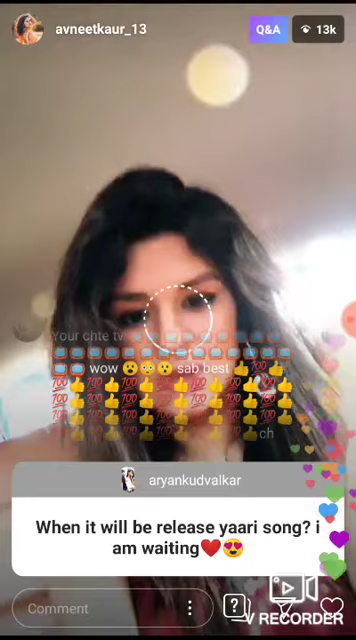 avneetkaur_13 Q&A 13k
Your chte tv
wow 😮😳😮 sab best 👍💯👍
💯👍💯👍💯👍💯👍💯👍💯👍
💯👍💯👍💯👍💯👍💯👍💯👍
💯👍💯👍💯👍💯👍💯👍💯👍
ch
aryankudvalkar
When it will be release yaari song? i
am waiting❤️😍
Comment
V RECORDER